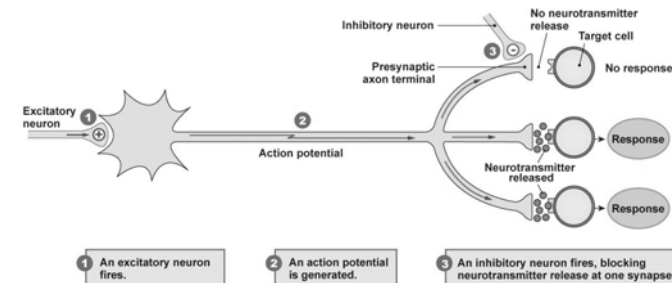 Inhibitory neuron
No neurotransmitter
release
Target cell
3
-
Presynaptic
axon terminal
No response
Excitatory
neuron
1
+
2
Action potential
Response
Neurotransmitter
released
Response
1 An excitatory neuron
fires.
2 An action potential
is generated.
3 An inhibitory neuron fires, blocking
neurotransmitter release at one synapse